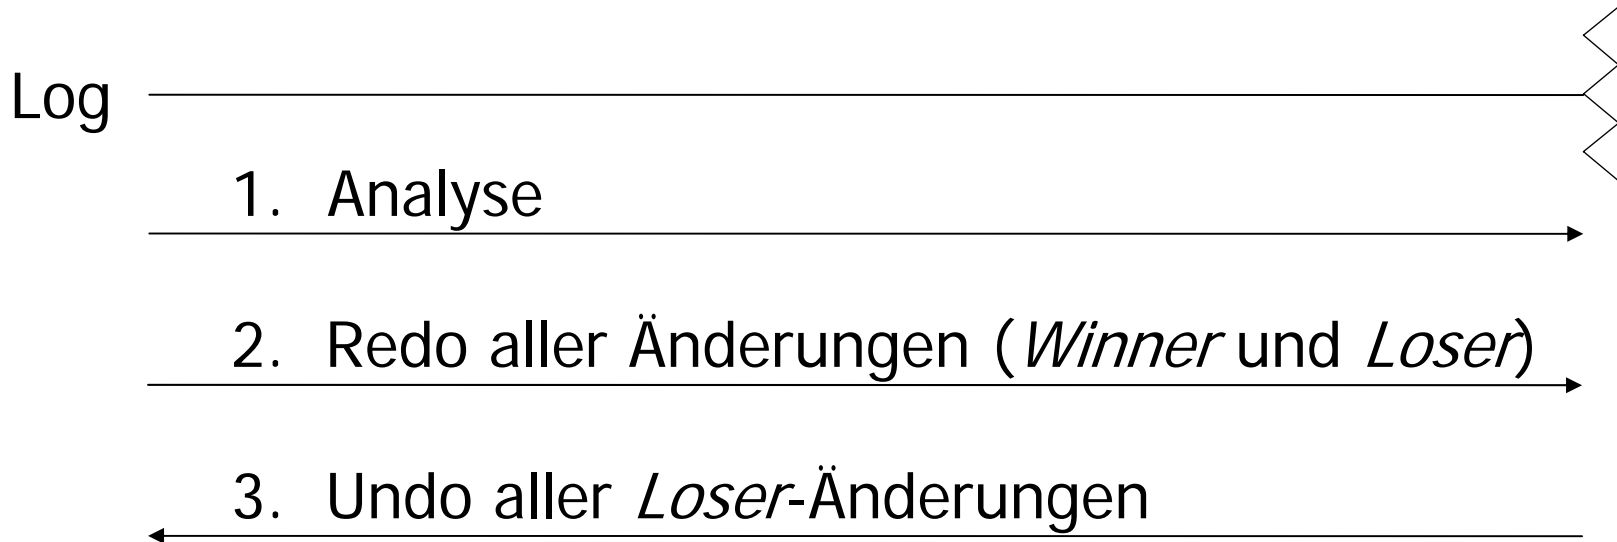 Log
1. Analyse
2. Redo aller Änderungen (Winner und Loser)
3. Undo aller Loser-Änderungen